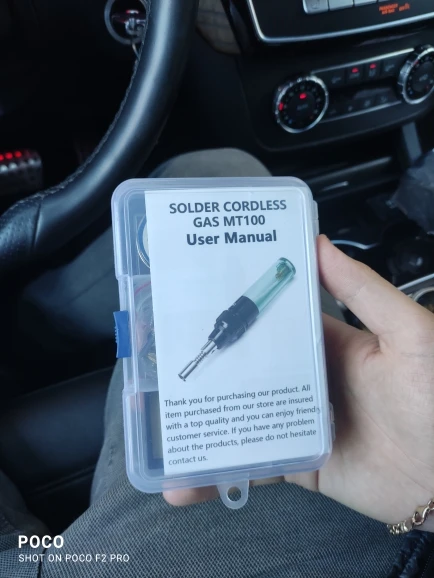 SOLDER CORDLESS
GAS MT100
User Manual
Thank you for purchasing our product. All
item purchased from our store are insured
with a top quality and you can enjoy friendly
customer service. If you have any problem
about the products, please do not hesitate
contact us.
POCO
SHOT ON POCO F2 PRO